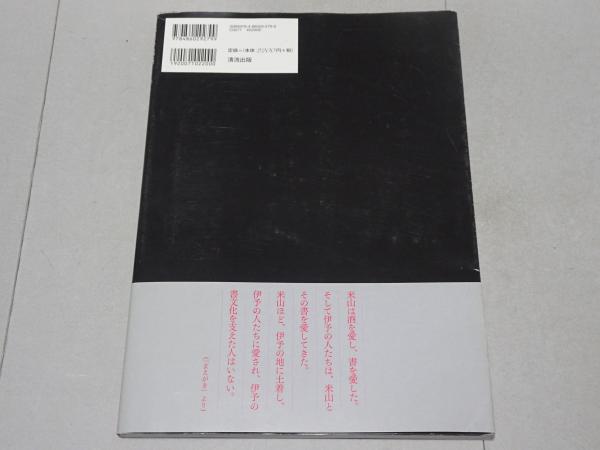 9784860292799
1920071022000
清流出版
米山は酒を愛し、書を愛した。
そして伊予の人たちは、米山と
その書を愛してきた。
米山ほど、伊予の地に土着し、
伊予の人たちに愛され、伊予の
書文化を支えた人はいない。
（「まえがき」より）